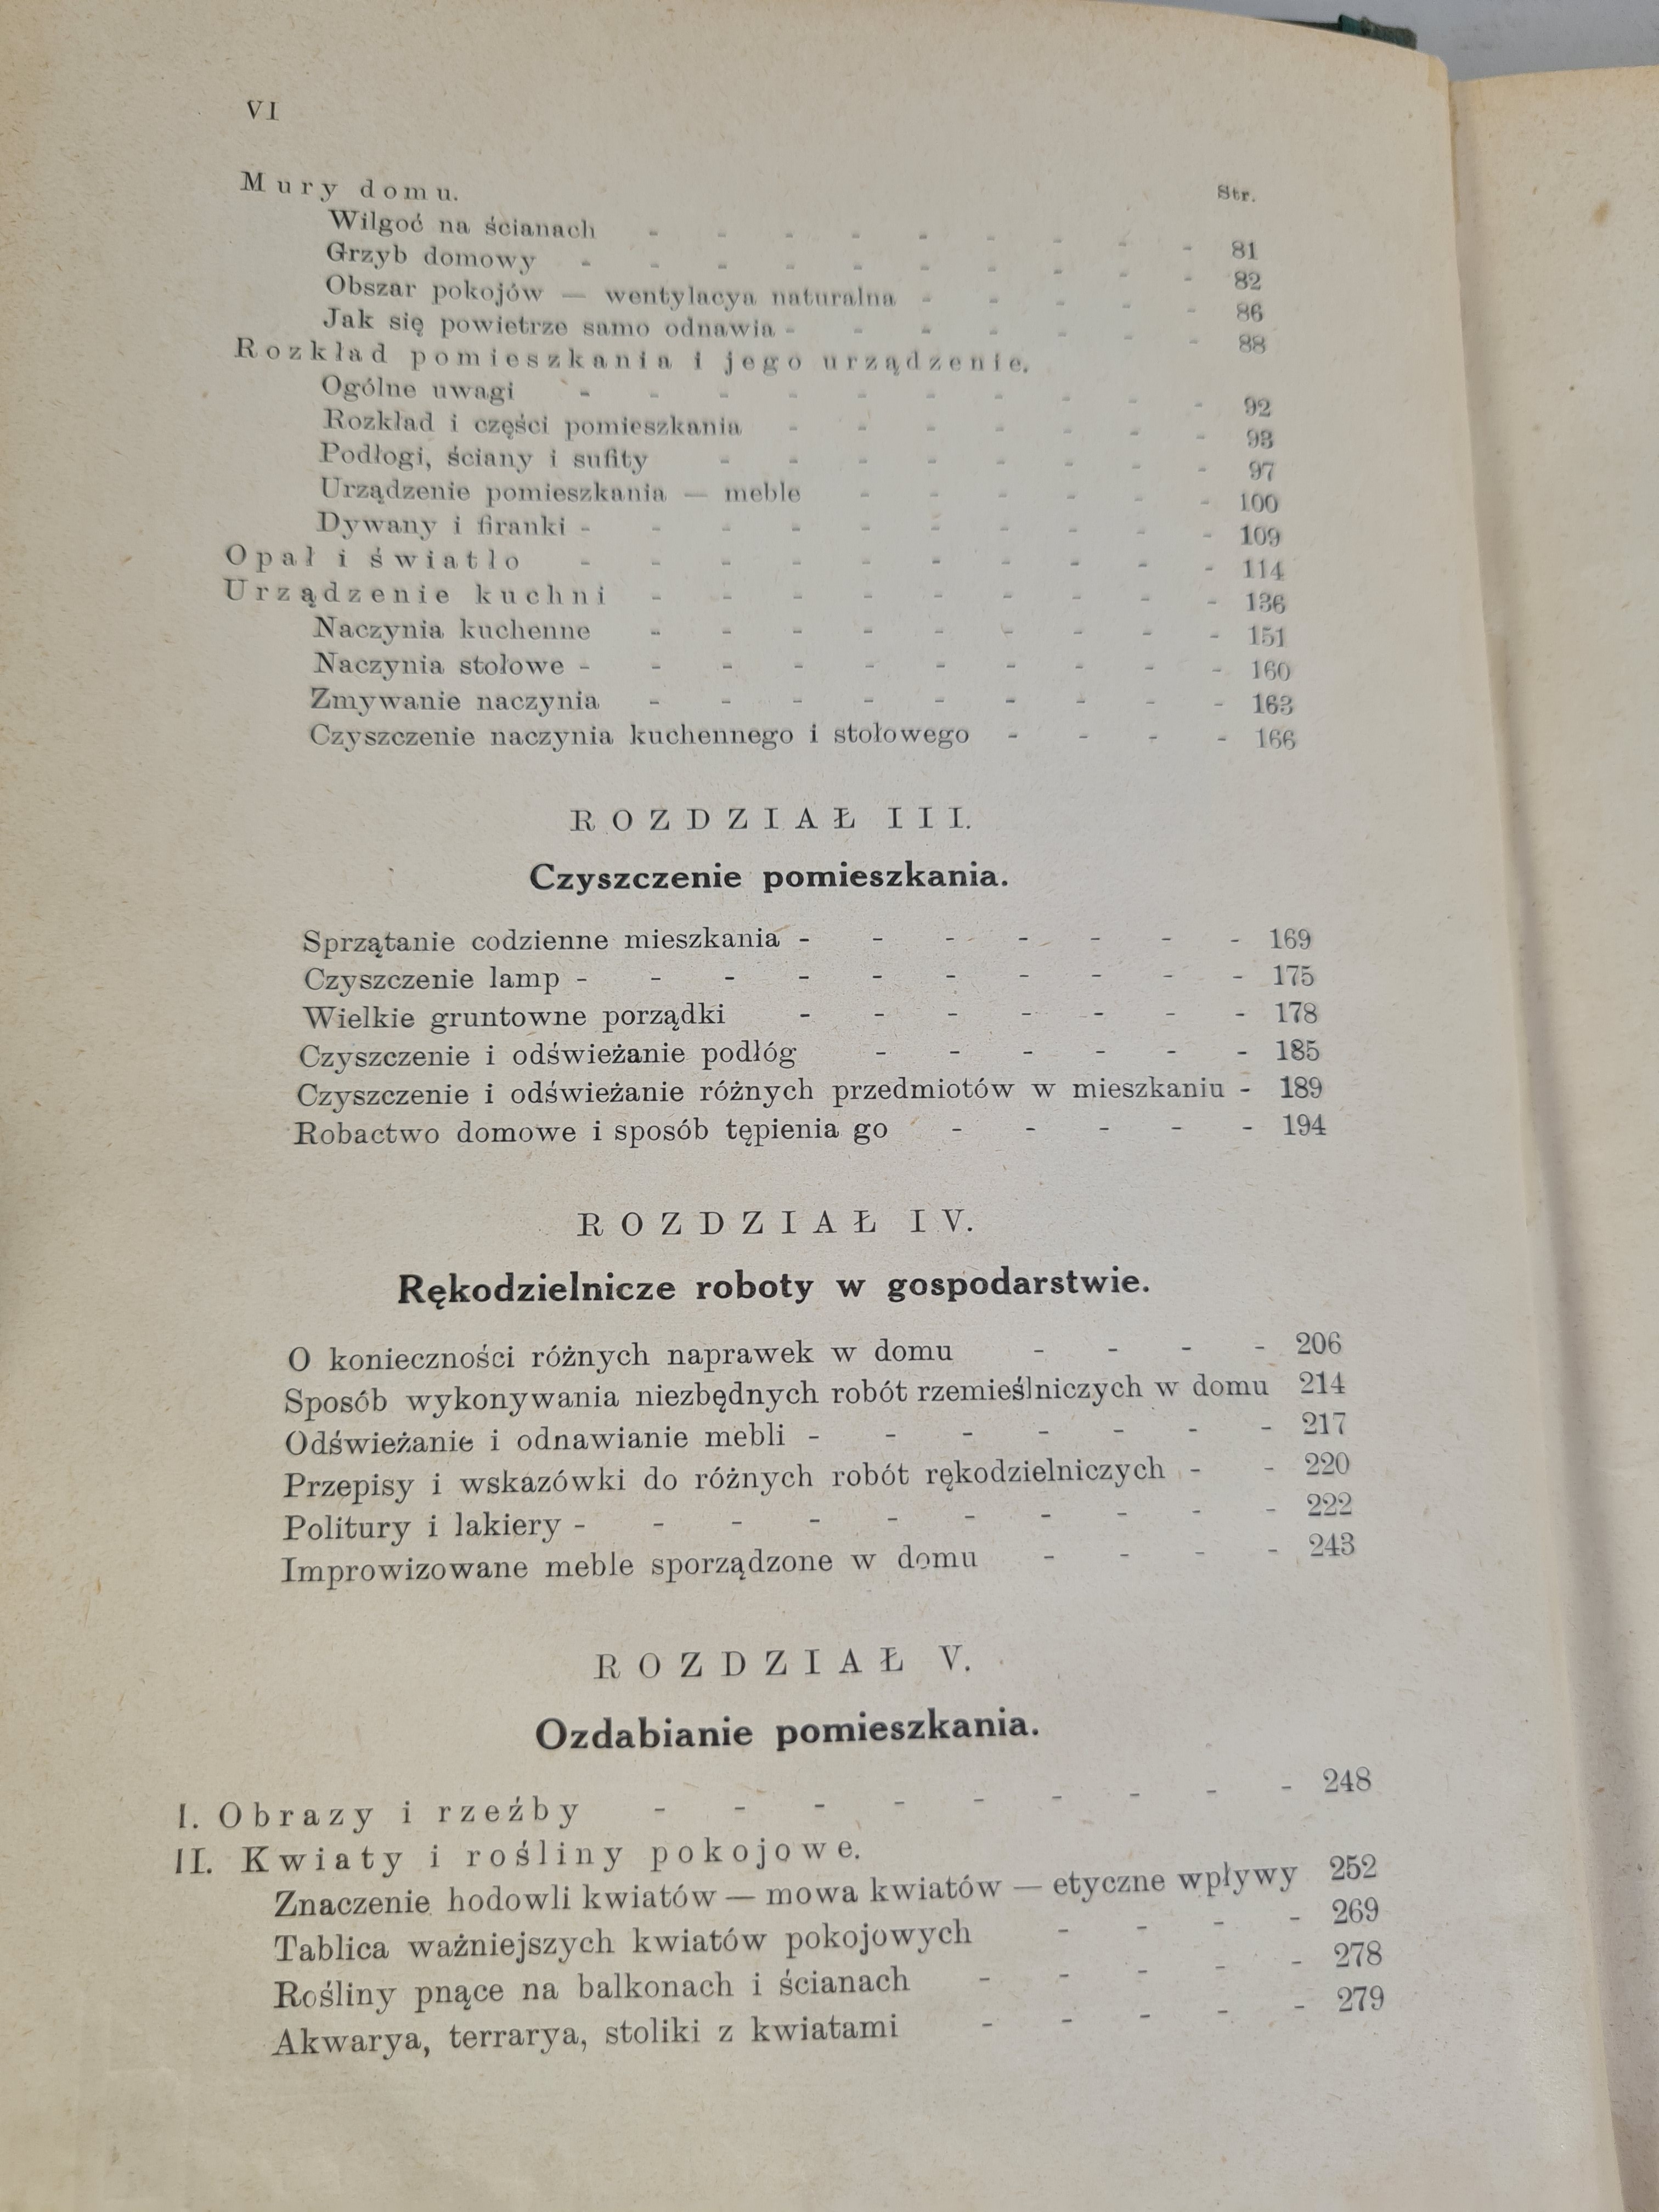 VI
Mury domu. Str.
Wilgoć na ścianach - - - - - - - - - 81
Grzyb domowy - - - - - - - - - - 82
Obszar pokojów — wentylacya naturalna - - - - - 86
Jak się powietrze samo odnawia - - - - - - - 88
Rozkład pomieszkania i jego urządzenie.
Ogólne uwagi - - - - - - - - - - 92
Rozkład i części pomieszkania - - - - - - - 93
Podłogi, ściany i sufity - - - - - - - - 97
Urządzenie pomieszkania — meble - - - - - - 100
Dywany i firanki - - - - - - - - - - 109
Opał i światło - - - - - - - - - - 114
Urządzenie kuchni - - - - - - - - - 136
Naczynia kuchenne - - - - - - - - - 151
Naczynia stołowe - - - - - - - - - - 160
Zmywanie naczynia - - - - - - - - - 163
Czyszczenie naczynia kuchennego i stołowego - - - - 166
ROZDZIAŁ III.
Czyszczenie pomieszkania.
Sprzątanie codzienne mieszkania - - - - - - - 169
Czyszczenie lamp - - - - - - - - - - 175
Wielkie gruntowne porządki - - - - - - - 178
Czyszczenie i odświeżanie podłóg - - - - - - 185
Czyszczenie i odświeżanie różnych przedmiotów w mieszkaniu - 189
Robactwo domowe i sposób tępienia go - - - - - 194
ROZDZIAŁ IV.
Rękodzielnicze roboty w gospodarstwie.
O konieczności różnych naprawek w domu - - - - 206
Sposób wykonywania niezbędnych robót rzemieślniczych w domu 214
Odświeżanie i odnawianie mebli - - - - - - - 217
Przepisy i wskazówki do różnych robót rękodzielniczych - - 220
Politury i lakiery - - - - - - - - - - 222
Improwizowane meble sporządzone w domu - - - - 243
ROZDZIAŁ V.
Ozdabianie pomieszkania.
I. Obrazy i rzeźby - - - - - - - - - 248
II. Kwiaty i rośliny pokojowe.
Znaczenie hodowli kwiatów — mowa kwiatów — etyczne wpływy 252
Tablica ważniejszych kwiatów pokojowych - - - - 269
Rośliny pnące na balkonach i ścianach - - - - - 278
Akwarya, terrarya, stoliki z kwiatami - - - - - 279